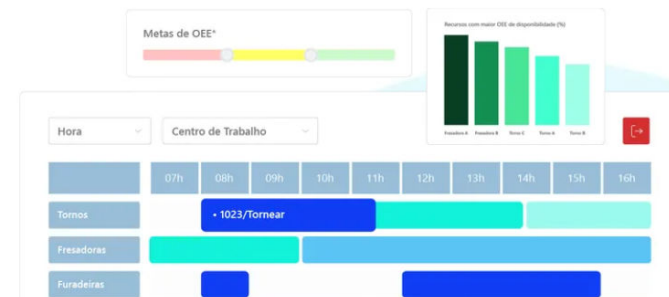 Metas de OEE*
Recursos com maior OEE de disponibilidade (%)
Fresadora A Fresadora B Torno C Torno A Torno B
Hora
Centro de Trabalho
07h 08h 09h 10h 11h 12h 13h 14h 15h 16h
Tornos
• 1023/Tornear
Fresadoras
Furadeiras